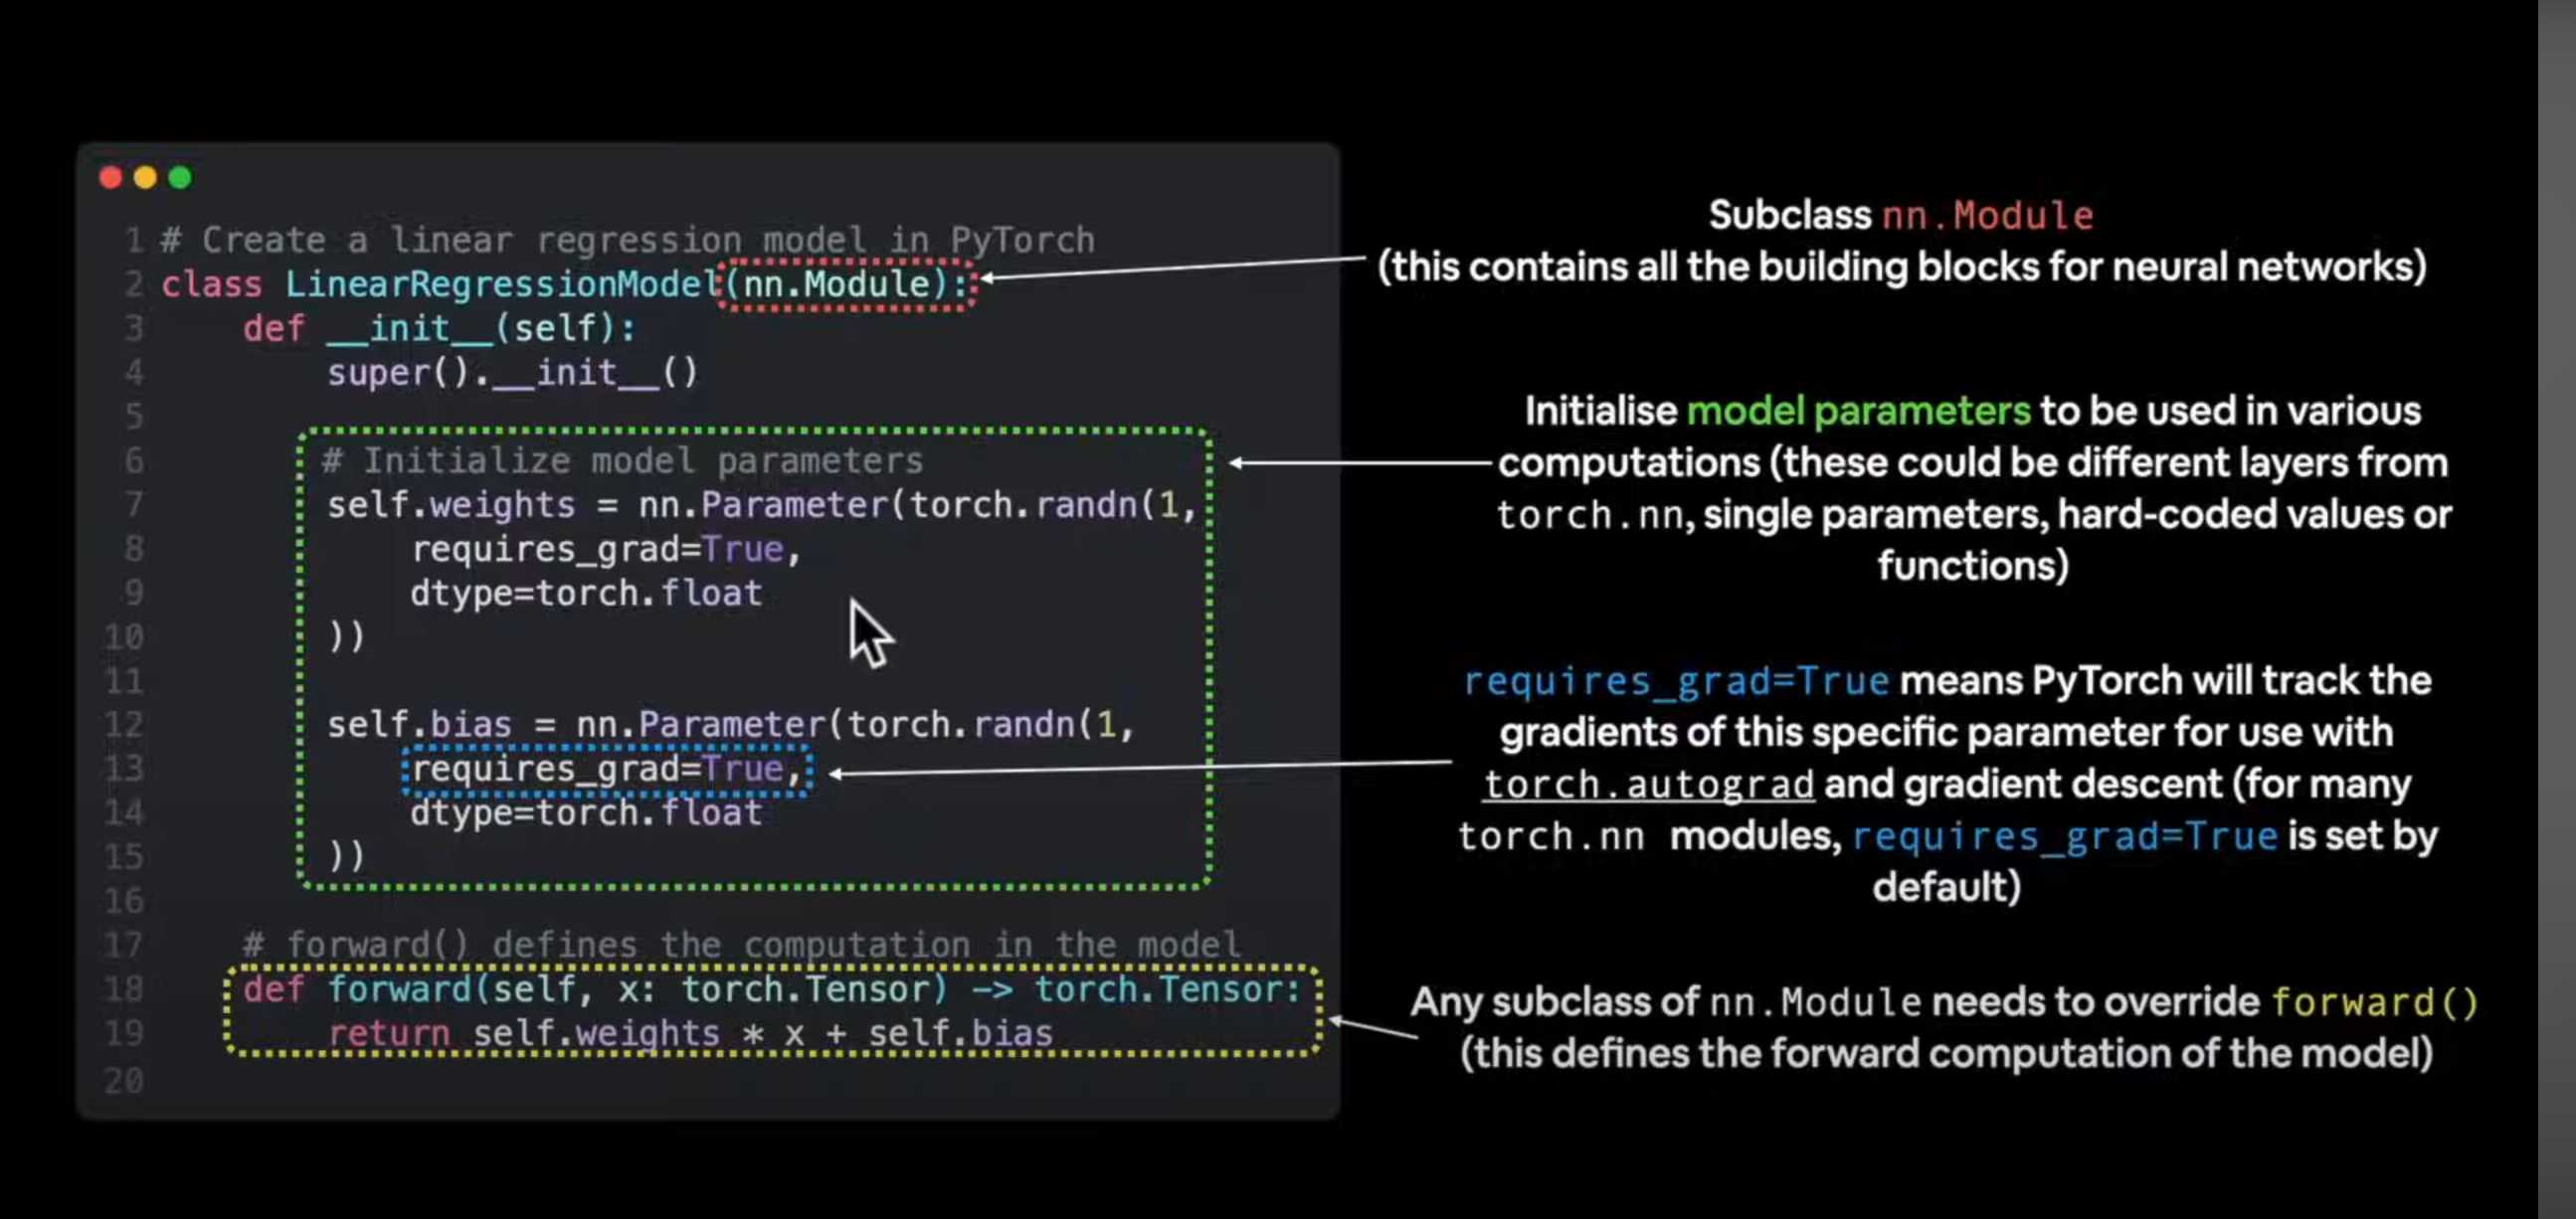 1 # Create a linear regression model in PyTorch
2 class LinearRegressionModel(nn.Module):
3     def __init__(self):
4         super().__init__()
5
6         # Initialize model parameters
7         self.weights = nn.Parameter(torch.randn(1,
8             requires_grad=True,
9             dtype=torch.float
10         ))
11
12         self.bias = nn.Parameter(torch.randn(1,
13             requires_grad=True,
14             dtype=torch.float
15         ))
16
17     # forward() defines the computation in the model
18     def forward(self, x: torch.Tensor) -> torch.Tensor:
19         return self.weights * x + self.bias
20
Subclass nn.Module
(this contains all the building blocks for neural networks)
Initialise model parameters to be used in various
computations (these could be different layers from
torch.nn, single parameters, hard-coded values or
functions)
requires_grad=True means PyTorch will track the
gradients of this specific parameter for use with
torch.autograd and gradient descent (for many
torch.nn modules, requires_grad=True is set by
default)
Any subclass of nn.Module needs to override forward()
(this defines the forward computation of the model)